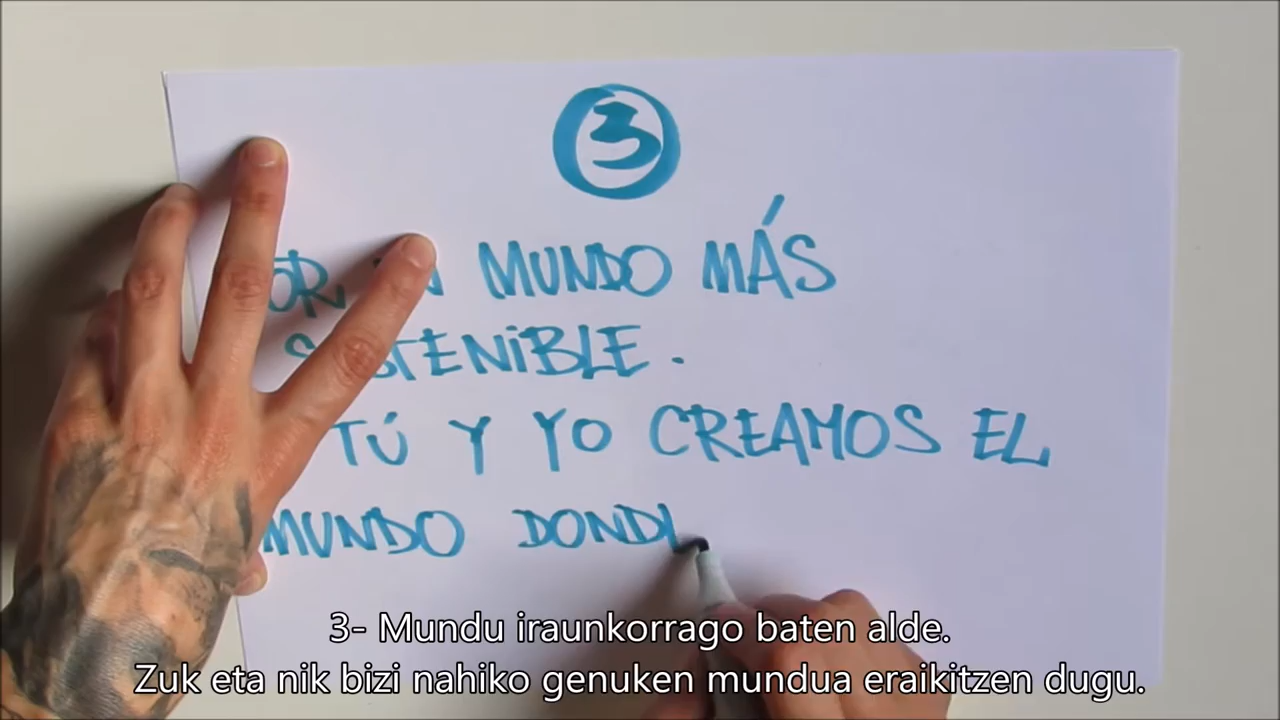 3
MUNDO MÁS
TÚ Y YO CREAMOS EL
MUNDO
3- Mundu iraunkorrago baten alde.
Zuk eta nik bizi nahiko genuken mundua eraikitzen dugu.